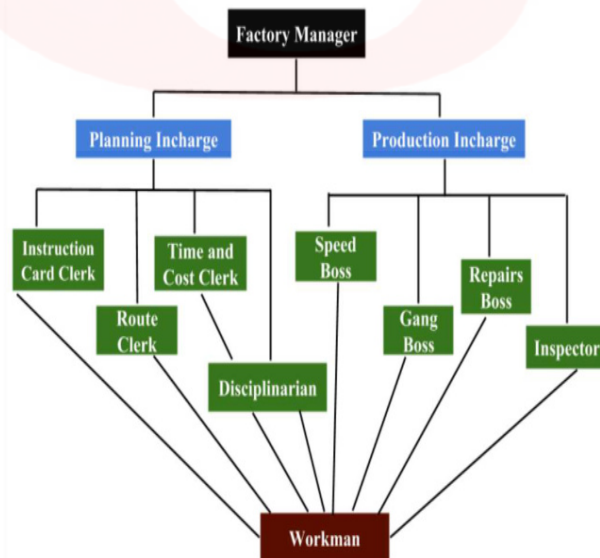 Factory Manager
Planning Incharge
Production Incharge
Instruction
Card Clerk
Route
Clerk
Time and
Cost Clerk
Disciplinarian
Speed
Boss
Gang
Boss
Repairs
Boss
Inspector
Workman